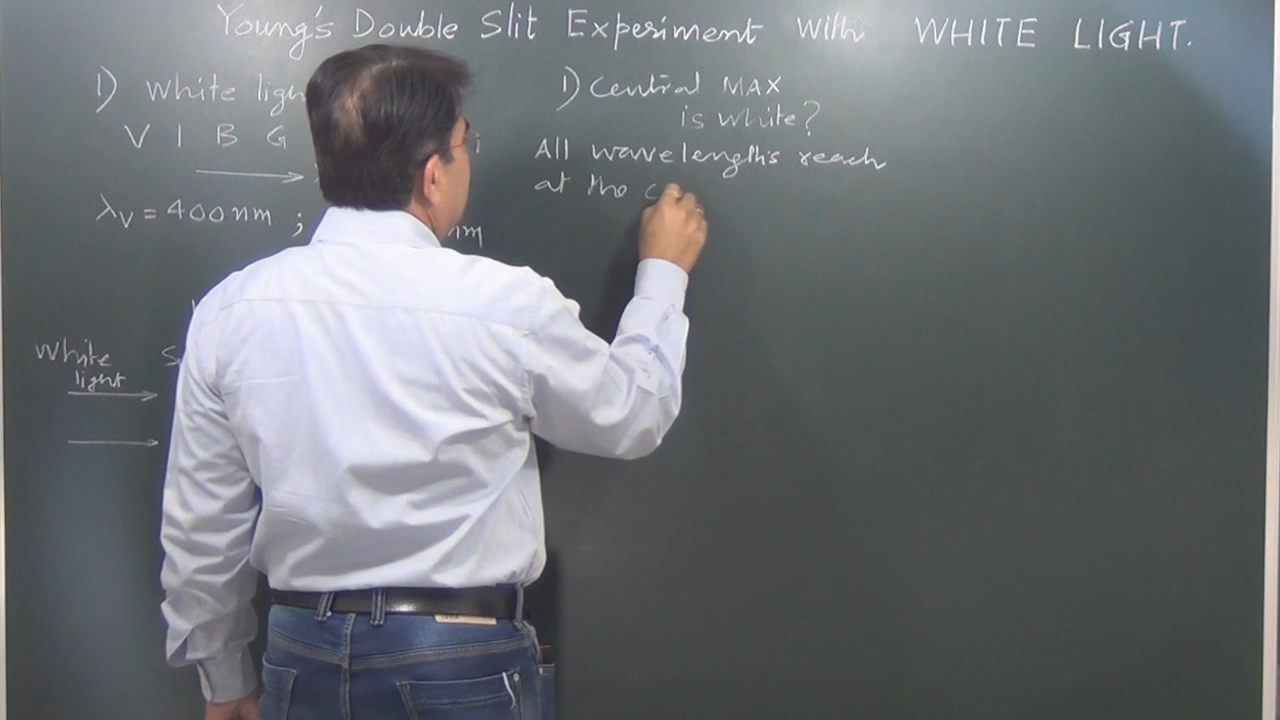 Young's Double Slit Experiment with WHITE LIGHT.
1) White
V I B G
λv = 400 nm ;
nm
White
light
1) Central MAX
is white?
All wavelengths reach
at the